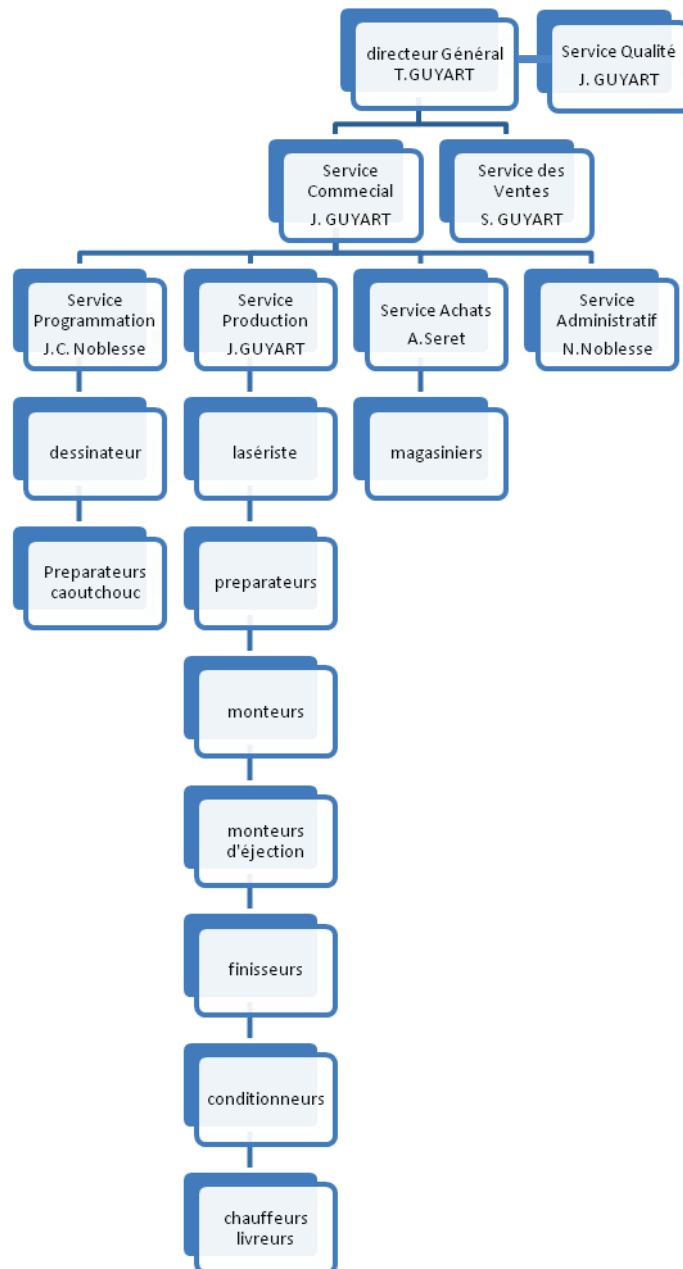 directeur Général
T.GUYART
Service Qualité
J. GUYART
Service
Commecial
J. GUYART
Service des
Ventes
S. GUYART
Service
Programmation
J.C. Noblesse
Service
Production
J.GUYART
Service Achats
A.Seret
Service
Administratif
N.Noblesse
dessinateur
lasériste
magasiniers
Preparateurs
caoutchouc
preparateurs
monteurs
monteurs
d'éjection
finisseurs
conditionneurs
chauffeurs
livreurs